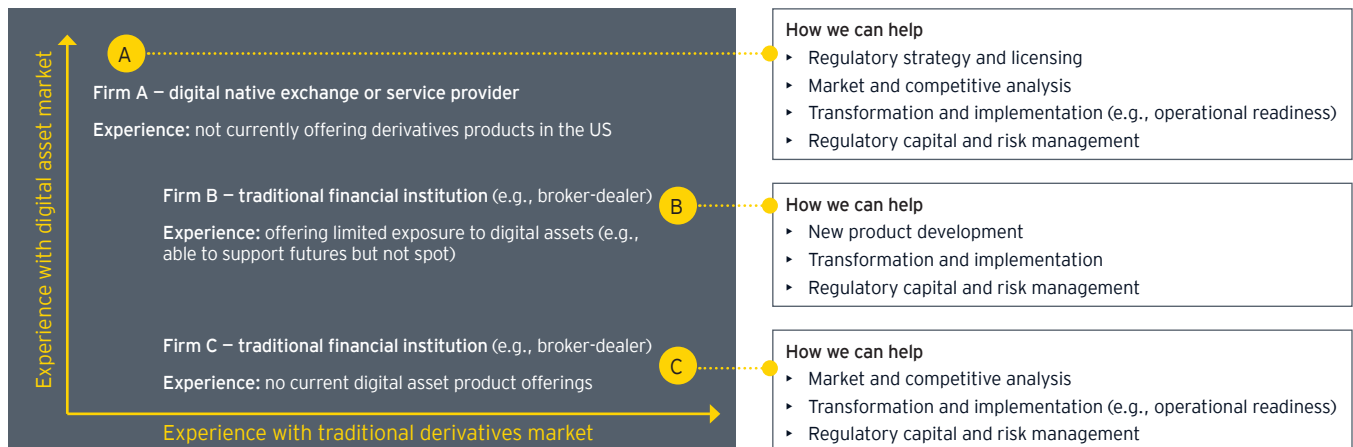 Experience with digital asset market
A
Firm A – digital native exchange or service provider
Experience: not currently offering derivatives products in the US
Firm B – traditional financial institution (e.g., broker-dealer)
B
Experience: offering limited exposure to digital assets (e.g.,
able to support futures but not spot)
Firm C – traditional financial institution (e.g., broker-dealer)
C
Experience: no current digital asset product offerings
Experience with traditional derivatives market
How we can help
‣ Regulatory strategy and licensing
‣ Market and competitive analysis
‣ Transformation and implementation (e.g., operational readiness)
‣ Regulatory capital and risk management
How we can help
‣ New product development
‣ Transformation and implementation
‣ Regulatory capital and risk management
How we can help
‣ Market and competitive analysis
‣ Transformation and implementation (e.g., operational readiness)
‣ Regulatory capital and risk management